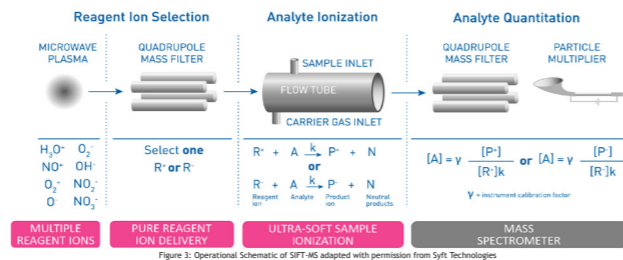 Reagent Ion Selection
Analyte Ionization
Analyte Quantitation
MICROWAVE
PLASMA
QUADRUPOLE
MASS FILTER
SAMPLE INLET
FLOW TUBE
CARRIER GAS INLET
QUADRUPOLE
MASS FILTER
PARTICLE
MULTIPLIER
H₃O⁺ O₂⁻
NO⁺ OH⁻
O₂⁻ NO₂⁻
O⁻ NO₃⁻
Select one
R⁺ or R⁻
R⁺ + A k→ P⁺ + N
or
R⁻ + A k→ P⁻ + N
Reagent ion
Analyte
Product ion
Neutral products
[A] = γ [P⁺] / [R⁺]k or [A] = γ [P⁻] / [R⁻]k
γ = instrument calibration factor
MULTIPLE
REAGENT IONS
PURE REAGENT
ION DELIVERY
ULTRA-SOFT SAMPLE
IONIZATION
MASS
SPECTROMETER
Figure 3: Operational Schematic of SIFT-MS adapted with permission from Syft Technologies